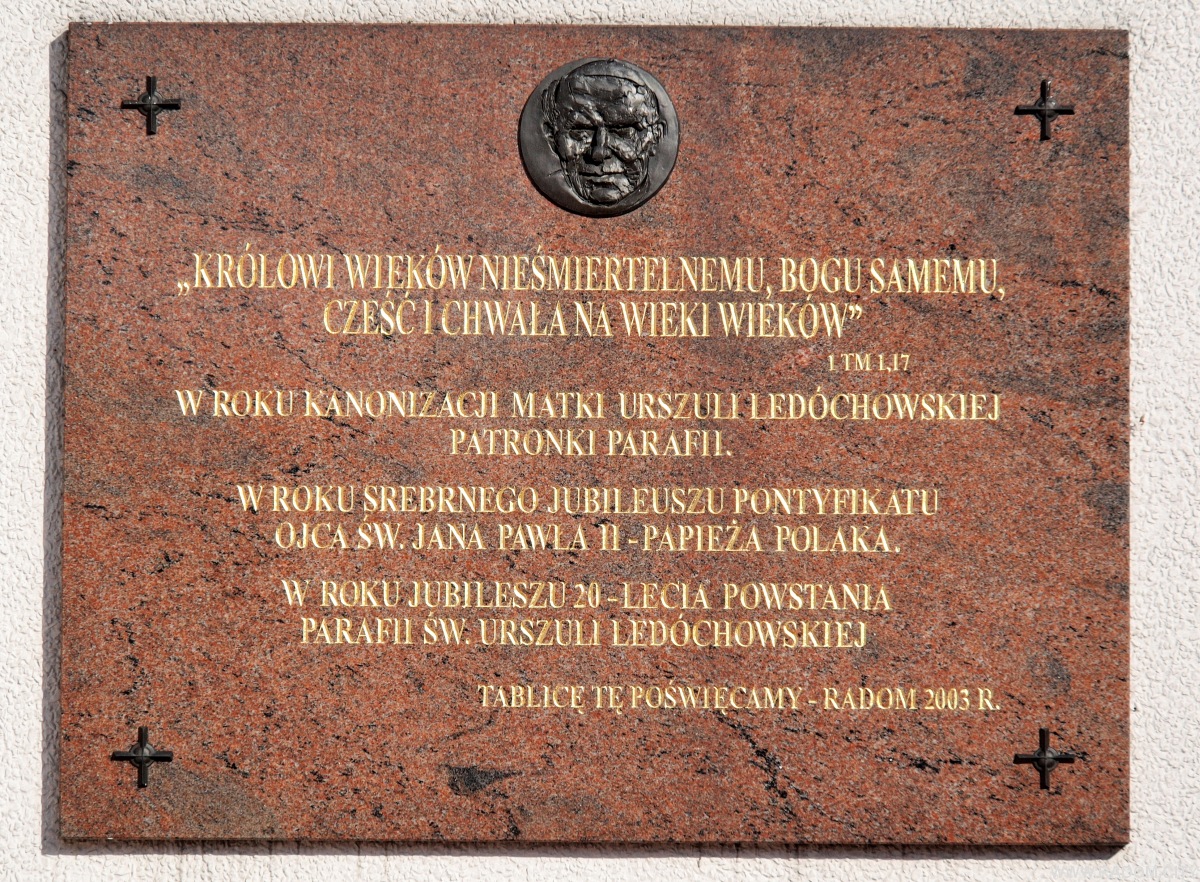 „KRÓLOWI WIEKÓW NIEŚMIERTELNEMU, BOGU SAMEMU,
CZEŚĆ I CHWAŁA NA WIEKI WIEKÓW”
1 TM 1,17
W ROKU KANONIZACJI MATKI URSZULI LEDÓCHOWSKIEJ
PATRONKI PARAFII.
W ROKU SREBRNEGO JUBILEUSZU PONTYFIKATU
OJCA ŚW. JANA PAWŁA II - PAPIEŻA POLAKA.
W ROKU JUBILESZU 20 - LECIA POWSTANIA
PARAFII ŚW. URSZULI LEDÓCHOWSKIEJ
TABLICĘ TĘ POŚWIĘCAMY - RADOM 2003 R.